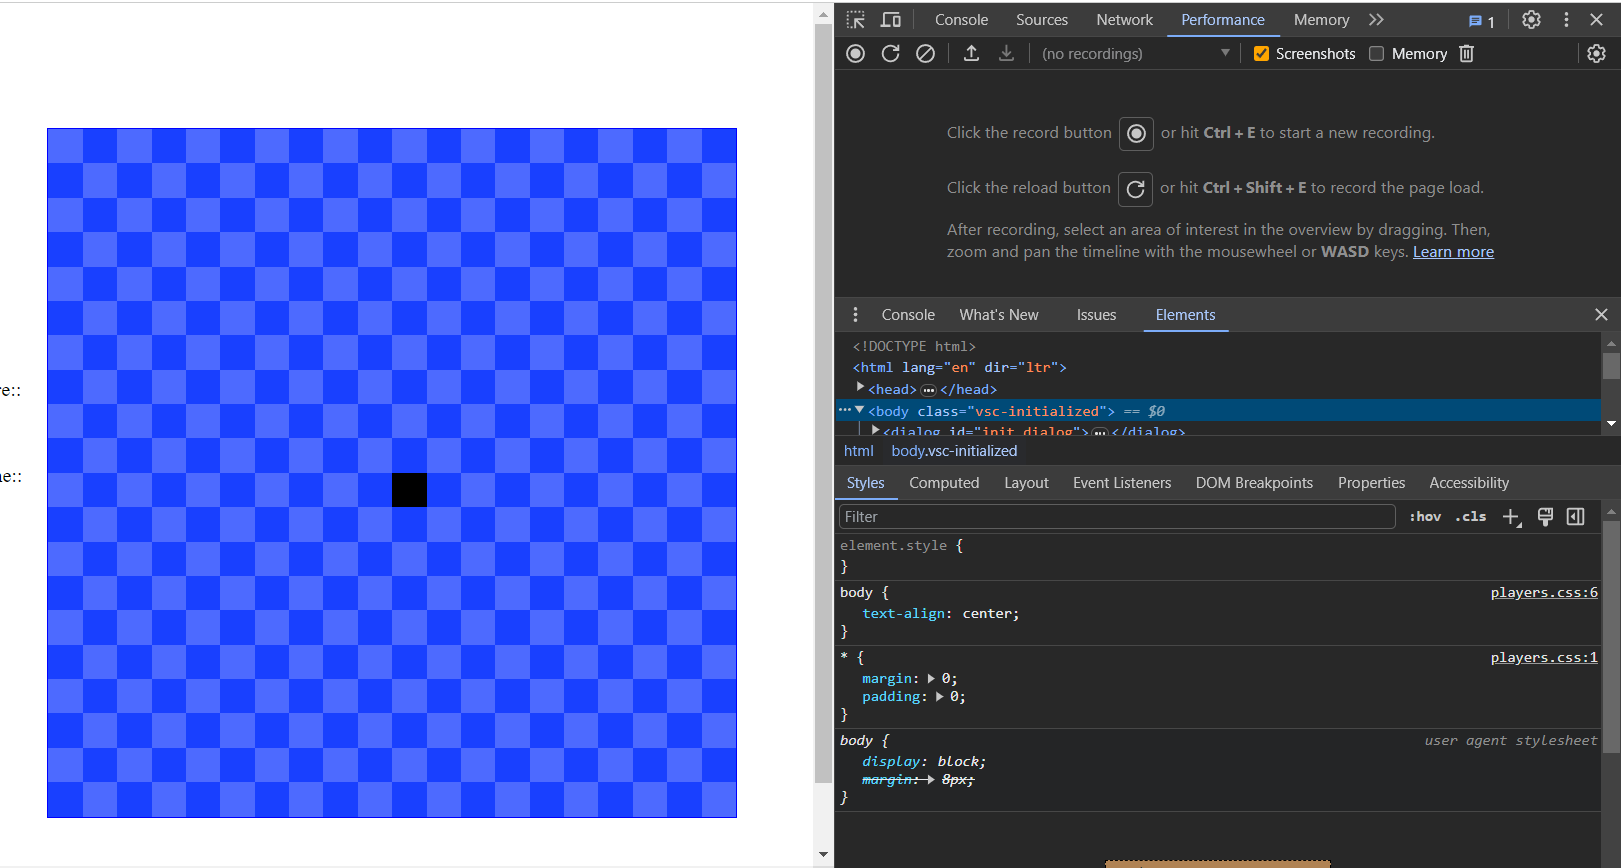 re::
ne::
Console Sources Network Performance Memory 1
(no recordings) Screenshots Memory
Click the record button or hit Ctrl + E to start a new recording.
Click the reload button or hit Ctrl + Shift + E to record the page load.
After recording, select an area of interest in the overview by dragging. Then,
zoom and pan the timeline with the mousewheel or WASD keys. Learn more
Console What's New Issues Elements
<!DOCTYPE html>
<html lang="en" dir="ltr">
<head> ••• </head>
••• <body class="vsc-initialized"> == $0
<dialog id="init_dialog"> ••• </dialog>
html body.vsc-initialized
Styles Computed Layout Event Listeners DOM Breakpoints Properties Accessibility
Filter :hov .cls
element.style {
}
body { players.css:6
text-align: center;
}
* { players.css:1
margin: 0;
padding: 0;
}
body { user agent stylesheet
display: block;
margin: 8px;
}